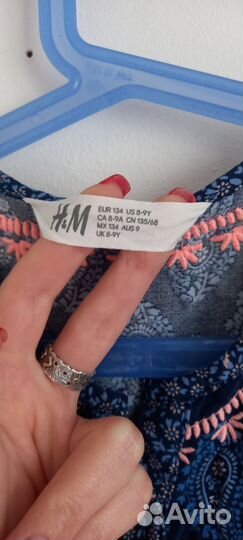 H&M
EUR 134 US 8-9Y
CA 8-9A CN 135/68
MX 134 AUS 9
UK 8-9Y
Avito